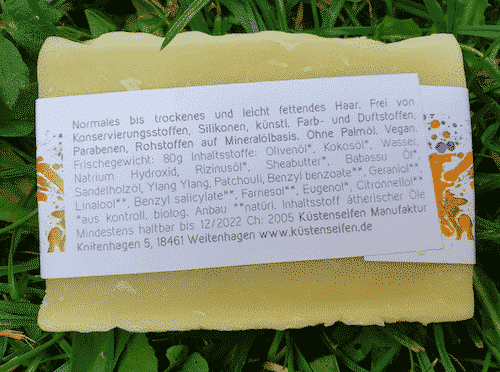 Normales bis trockenes und leicht fettendes Haar. Frei von
Konservierungsstoffen, Silikonen, künstl. Farb- und Duftstoffen,
Parabenen, Rohstoffen auf Mineralölbasis. Ohne Palmöl. Vegan.
Frischegewicht: 80g Inhaltsstoffe: Olivenöl*, Kokosöl*, Wasser,
Natrium Hydroxid, Rizinusöl*, Sheabutter*, Babassu Öl*,
Sandelholzöl, Ylang Ylang, Patchouli, Benzyl benzoate**, Geraniol**
Linalool**, Benzyl salicylate**, Farnesol**, Eugenol*, Citronellol**
*aus kontroll. biolog. Anbau **natürl. Inhaltsstoff ätherischer Öle
Mindestens haltbar bis 12/2022 Ch: 2005 Küstenseifen Manufaktur
Koitenhagen 5, 18461 Weitenhagen www.küstenseifen.de